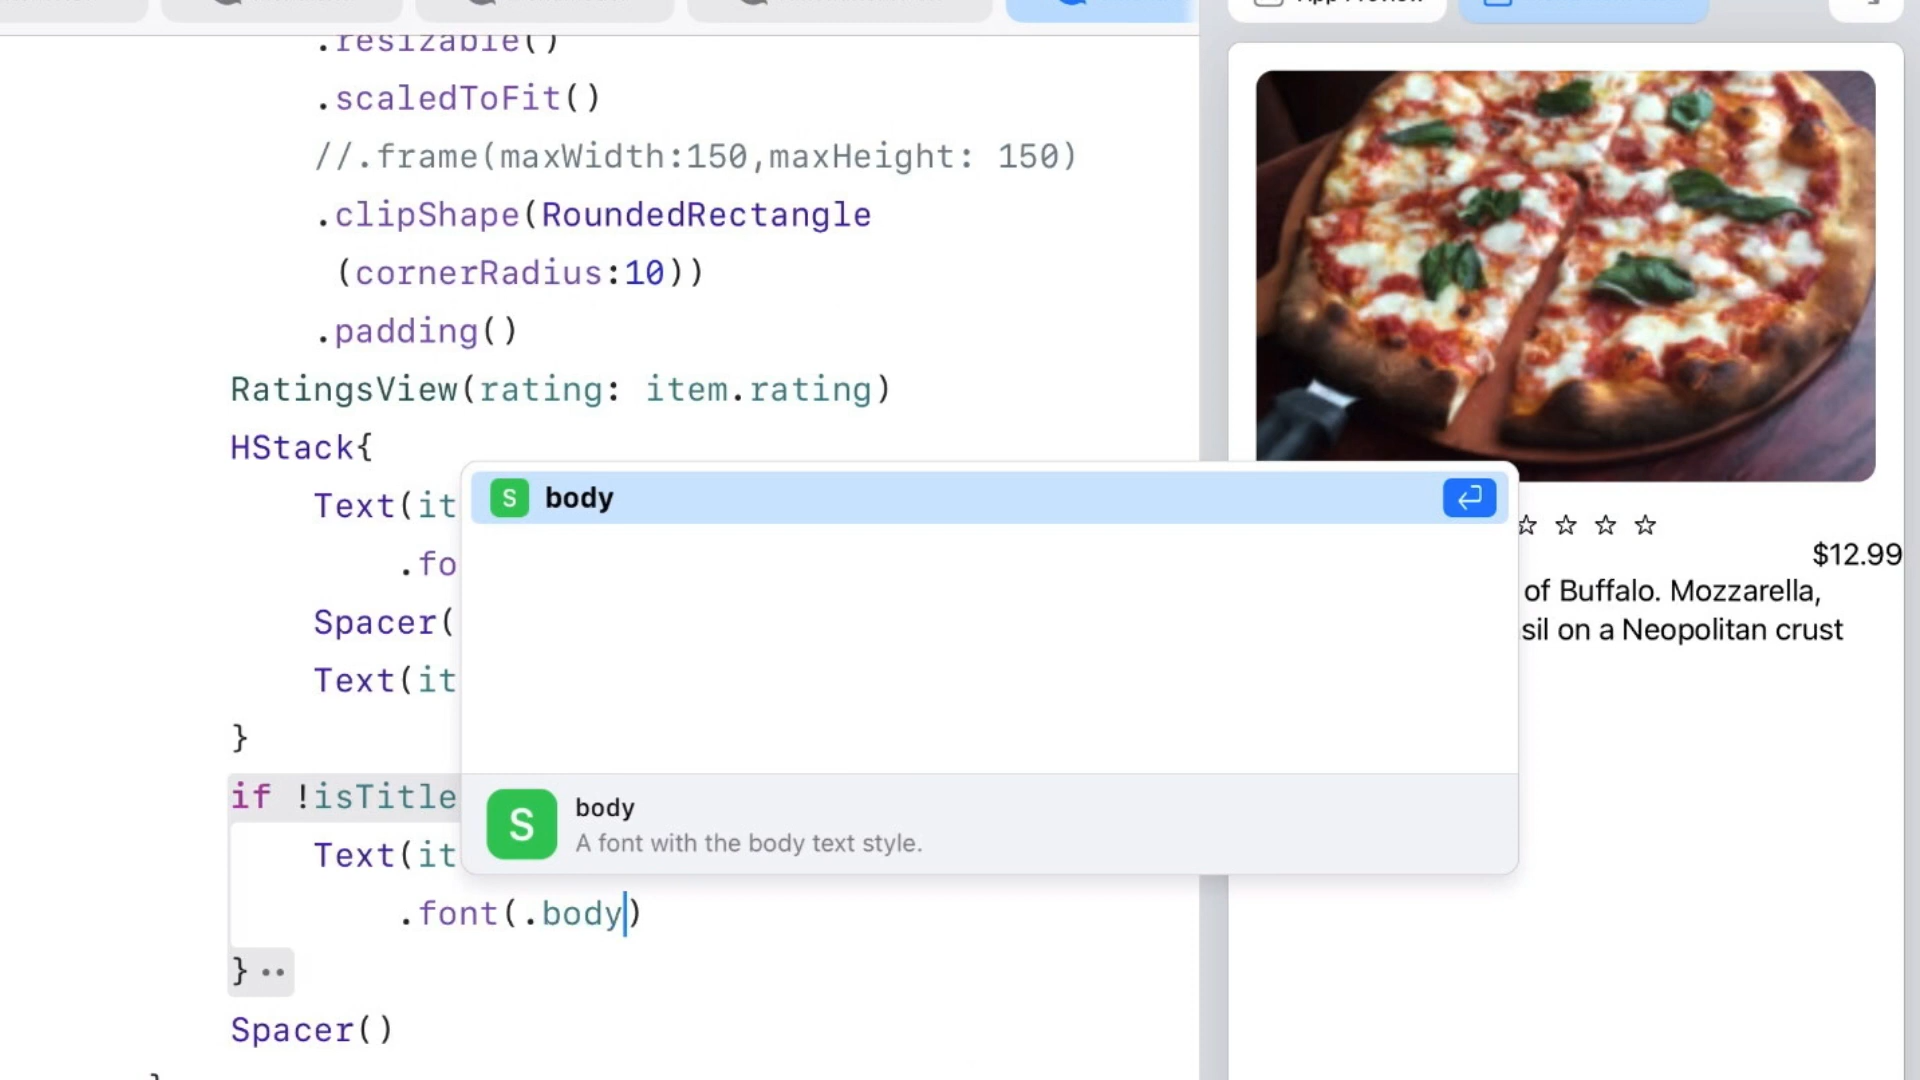 App Preview
.resizable()
.scaledToFit()
//.frame(maxWidth:150,maxHeight: 150)
.clipShape(RoundedRectangle
(cornerRadius:10))
.padding()
RatingsView(rating: item.rating)
HStack{
Text(it
.fo
Spacer(
Text(it
}
if !isTitle
Text(it
.font(.body)
}
Spacer()
}
S body
S body
A font with the body text style.
$12.99
of Buffalo. Mozzarella,
sil on a Neopolitan crust